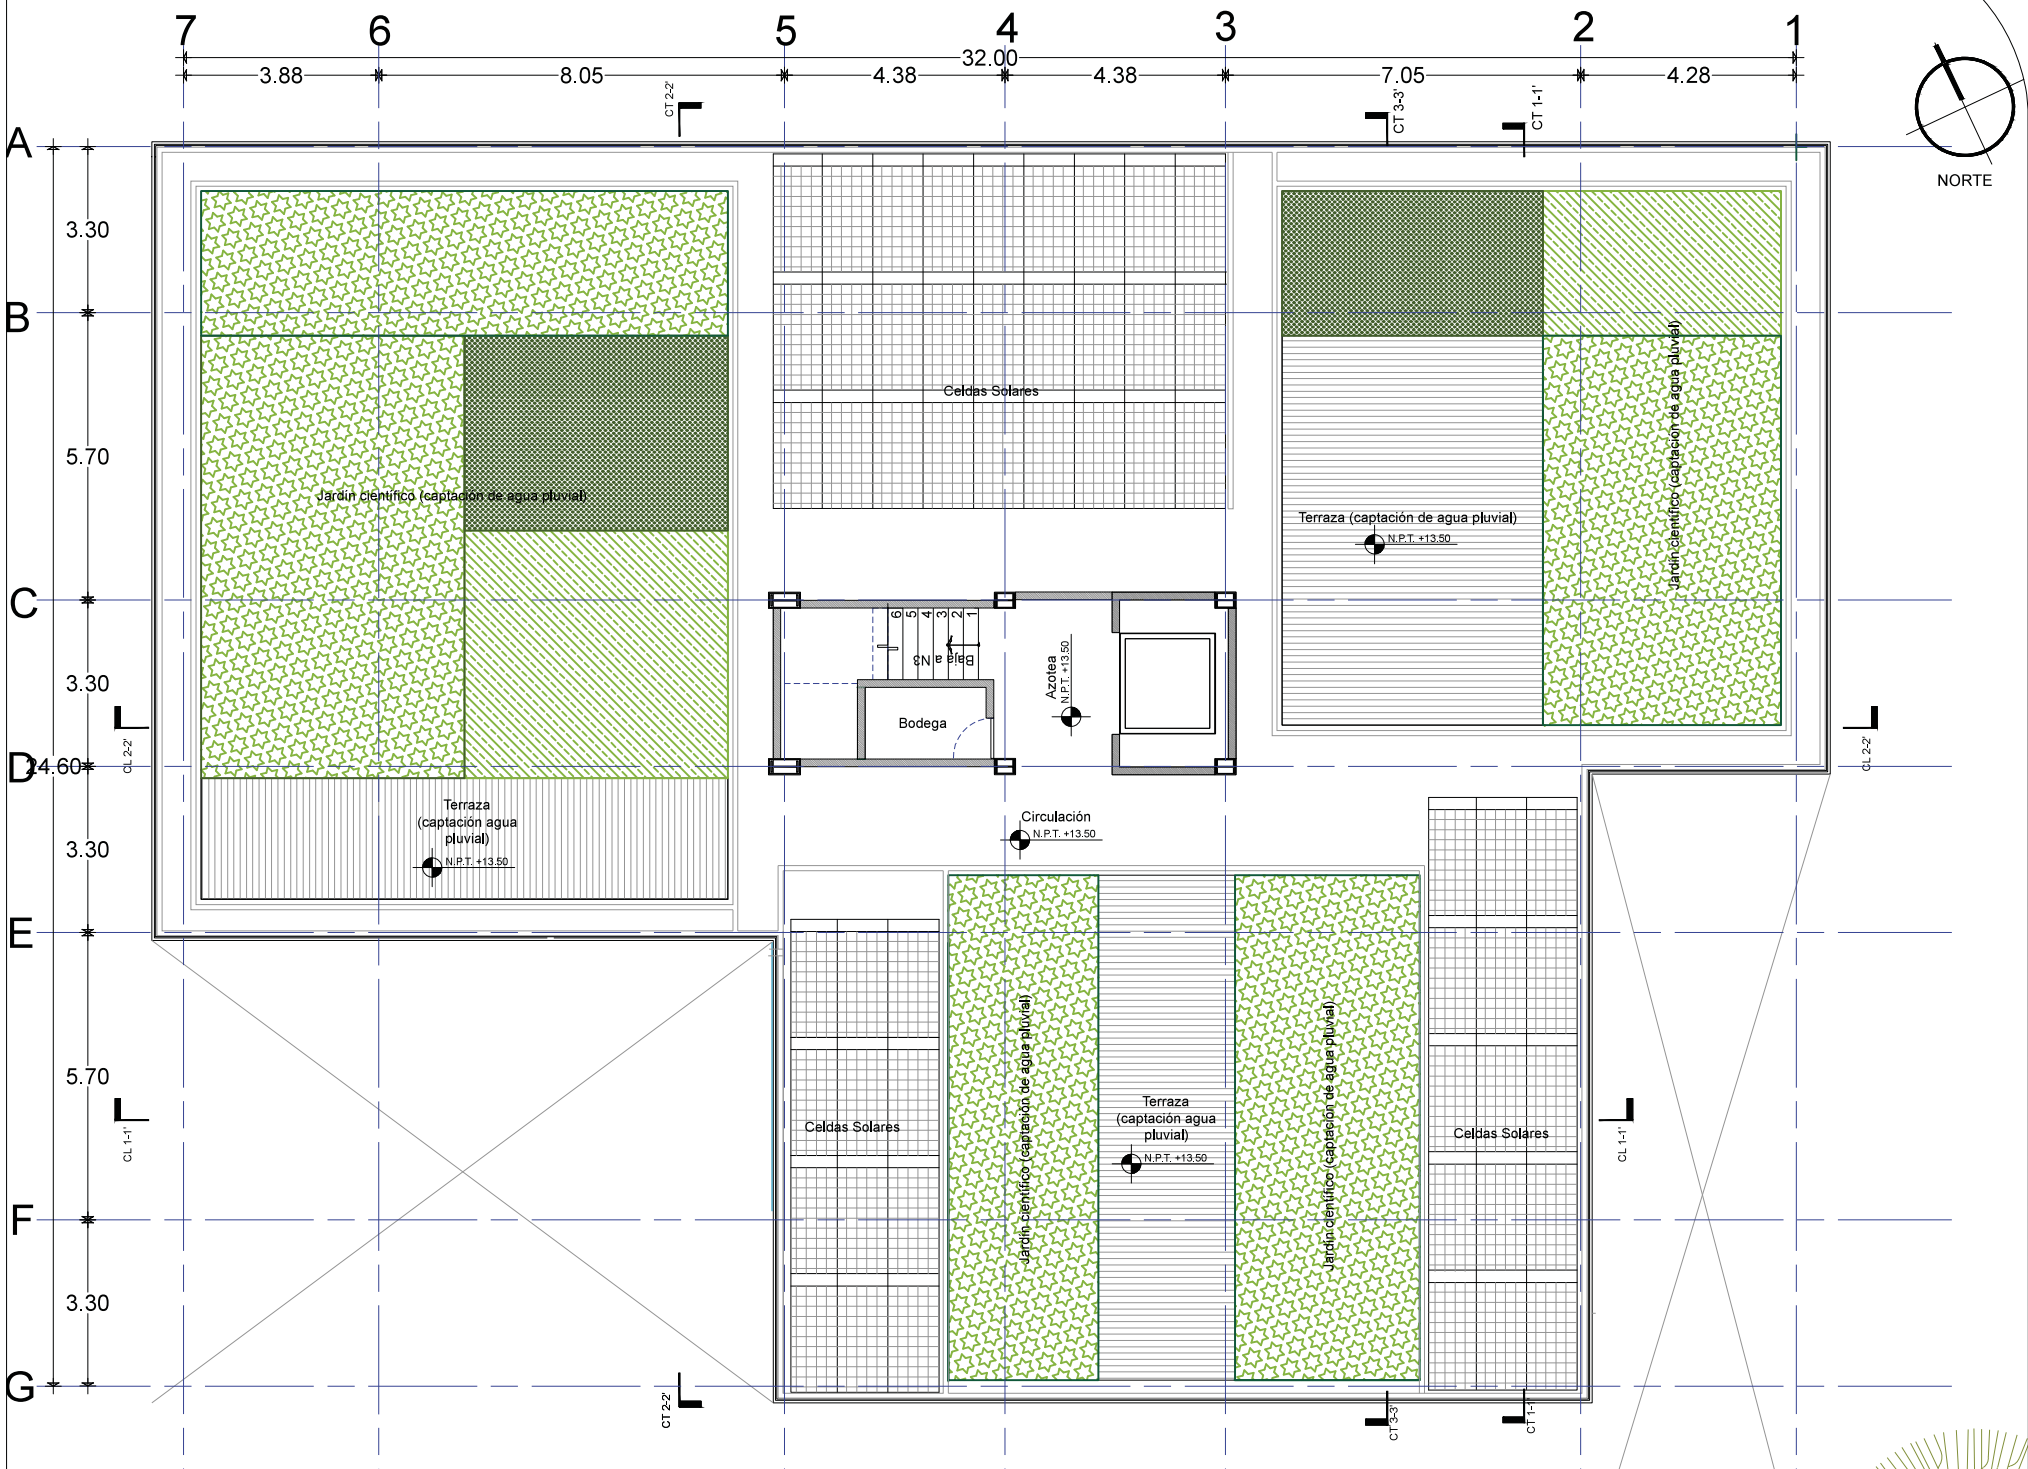 7 6 5 4 3 2 1
32.00
3.88 8.05 4.38 4.38 7.05 4.28
CT 2-2'
CT 3-3'
CT 1-1'
NORTE
A
3.30
B
5.70
C
3.30
D
24.60
3.30
E
5.70
F
3.30
G
Celdas Solares
Jardín científico (captación de agua pluvial)
Terraza (captación de agua pluvial)
N.P.T. +13.50
Jardín científico (captación de agua pluvial)
6 5 4 3 2 1
Baja a N3
Bodega
Azotea
N.P.T. +13.50
CL 2-2'
CL 2-2'
Terraza
(captación agua
pluvial)
N.P.T. +13.50
Circulación
N.P.T. +13.50
Celdas Solares
Jardín científico (captación de agua pluvial)
Terraza
(captación agua
pluvial)
N.P.T. +13.50
Jardín científico (captación de agua pluvial)
Celdas Solares
CL 1-1'
CL 1-1'
CT 2-2'
CT 3-3'
CT 1-1'